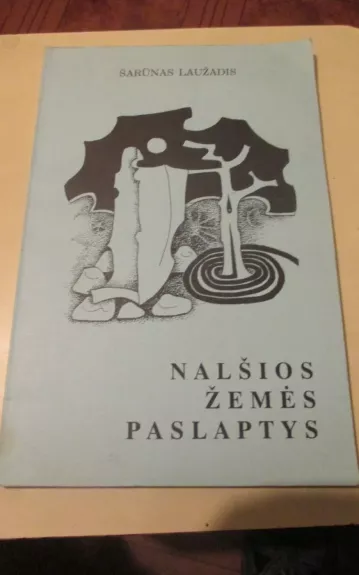 ŠARŪNAS LAUŽADIS
NALŠIOS
ŽEMĖS
PASLAPTYS